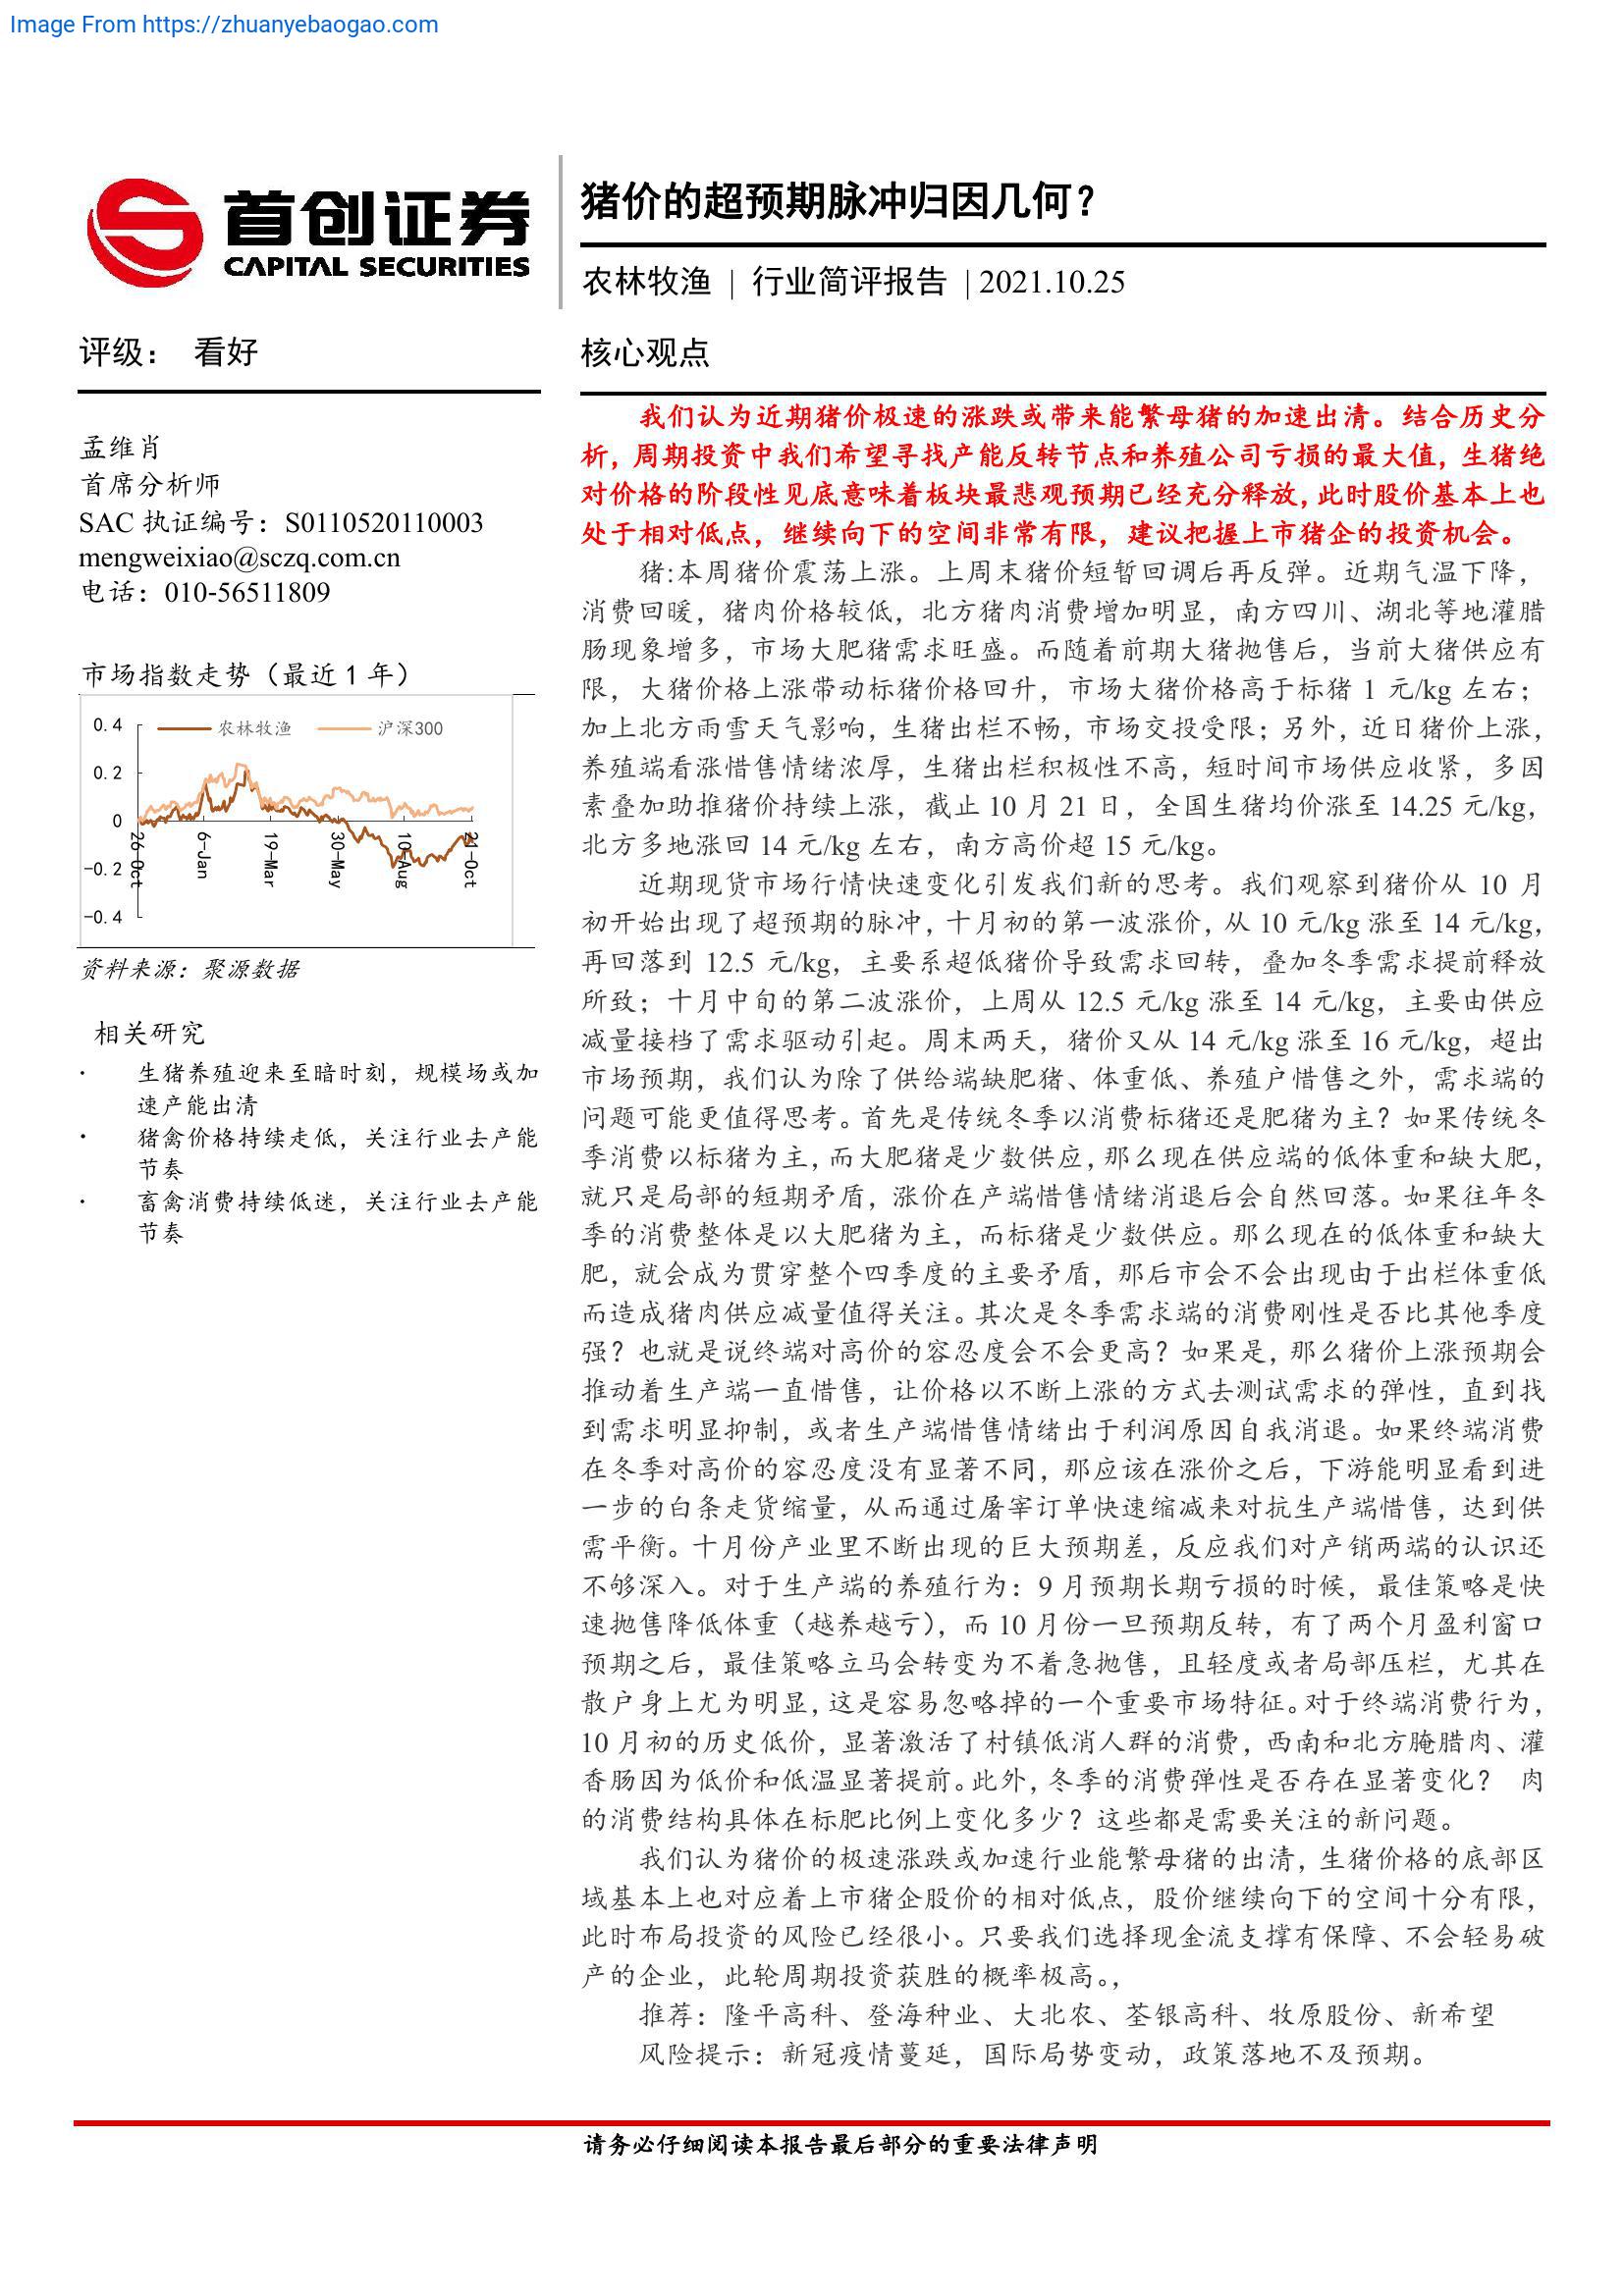 Image From https://zhuanyebaogao.com
首创证券
CAPITAL SECURITIES
猪价的超预期脉冲归因几何？
农林牧渔 | 行业简评报告 | 2021.10.25
评级： 看好
孟维肖
首席分析师
SAC 执证编号：S0110520110003
mengweixiao@sczq.com.cn
电话：010-56511809
市场指数走势（最近 1 年）
农林牧渔 沪深300
0.4
0.2
0
-0.2
-0.4
26-Oct
6-Jan
19-Mar
30-May
10-Aug
21-Oct
资料来源：聚源数据
相关研究
· 生猪养殖迎来至暗时刻，规模场或加
速产能出清
· 猪禽价格持续走低，关注行业去产能
节奏
· 畜禽消费持续低迷，关注行业去产能
节奏
核心观点
我们认为近期猪价极速的涨跌或带来能繁母猪的加速出清。结合历史分
析，周期投资中我们希望寻找产能反转节点和养殖公司亏损的最大值，生猪绝
对价格的阶段性见底意味着板块最悲观预期已经充分释放，此时股价基本上也
处于相对低点，继续向下的空间非常有限，建议把握上市猪企的投资机会。
猪:本周猪价震荡上涨。上周末猪价短暂回调后再反弹。近期气温下降，
消费回暖，猪肉价格较低，北方猪肉消费增加明显，南方四川、湖北等地灌腊
肠现象增多，市场大肥猪需求旺盛。而随着前期大猪抛售后，当前大猪供应有
限，大猪价格上涨带动标猪价格回升，市场大猪价格高于标猪 1 元/kg 左右；
加上北方雨雪天气影响，生猪出栏不畅，市场交投受限；另外，近日猪价上涨，
养殖端看涨惜售情绪浓厚，生猪出栏积极性不高，短时间市场供应收紧，多因
素叠加助推猪价持续上涨，截止 10 月 21 日，全国生猪均价涨至 14.25 元/kg，
北方多地涨回 14 元/kg 左右，南方高价超 15 元/kg。
近期现货市场行情快速变化引发我们新的思考。我们观察到猪价从 10 月
初开始出现了超预期的脉冲，十月初的第一波涨价，从 10 元/kg 涨至 14 元/kg，
再回落到 12.5 元/kg，主要系超低猪价导致需求回转，叠加冬季需求提前释放
所致；十月中旬的第二波涨价，上周从 12.5 元/kg 涨至 14 元/kg，主要由供应
减量接档了需求驱动引起。周末两天，猪价又从 14 元/kg 涨至 16 元/kg，超出
市场预期，我们认为除了供给端缺肥猪、体重低、养殖户惜售之外，需求端的
问题可能更值得思考。首先是传统冬季以消费标猪还是肥猪为主？如果传统冬
季消费以标猪为主，而大肥猪是少数供应，那么现在供应端的低体重和缺大肥，
就只是局部的短期矛盾，涨价在产端惜售情绪消退后会自然回落。如果往年冬
季的消费整体是以大肥猪为主，而标猪是少数供应。那么现在的低体重和缺大
肥，就会成为贯穿整个四季度的主要矛盾，那后市会不会出现由于出栏体重低
而造成猪肉供应减量值得关注。其次是冬季需求端的消费刚性是否比其他季度
强？也就是说终端对高价的容忍度会不会更高？如果是，那么猪价上涨预期会
推动着生产端一直惜售，让价格以不断上涨的方式去测试需求的弹性，直到找
到需求明显抑制，或者生产端惜售情绪出于利润原因自我消退。如果终端消费
在冬季对高价的容忍度没有显著不同，那应该在涨价之后，下游能明显看到进
一步的白条走货缩量，从而通过屠宰订单快速缩减来对抗生产端惜售，达到供
需平衡。十月份产业里不断出现的巨大预期差，反应我们对产销两端的认识还
不够深入。对于生产端的养殖行为：9 月预期长期亏损的时候，最佳策略是快
速抛售降低体重（越养越亏），而 10 月份一旦预期反转，有了两个月盈利窗口
预期之后，最佳策略立马会转变为不着急抛售，且轻度或者局部压栏，尤其在
散户身上尤为明显，这是容易忽略掉的一个重要市场特征。对于终端消费行为，
10 月初的历史低价，显著激活了村镇低消人群的消费，西南和北方腌腊肉、灌
香肠因为低价和低温显著提前。此外，冬季的消费弹性是否存在显著变化？ 肉
的消费结构具体在标肥比例上变化多少？这些都是需要关注的新问题。
我们认为猪价的极速涨跌或加速行业能繁母猪的出清，生猪价格的底部区
域基本上也对应着上市猪企股价的相对低点，股价继续向下的空间十分有限，
此时布局投资的风险已经很小。只要我们选择现金流支撑有保障、不会轻易破
产的企业，此轮周期投资获胜的概率极高。，
推荐：隆平高科、登海种业、大北农、荃银高科、牧原股份、新希望
风险提示：新冠疫情蔓延，国际局势变动，政策落地不及预期。
请务必仔细阅读本报告最后部分的重要法律声明